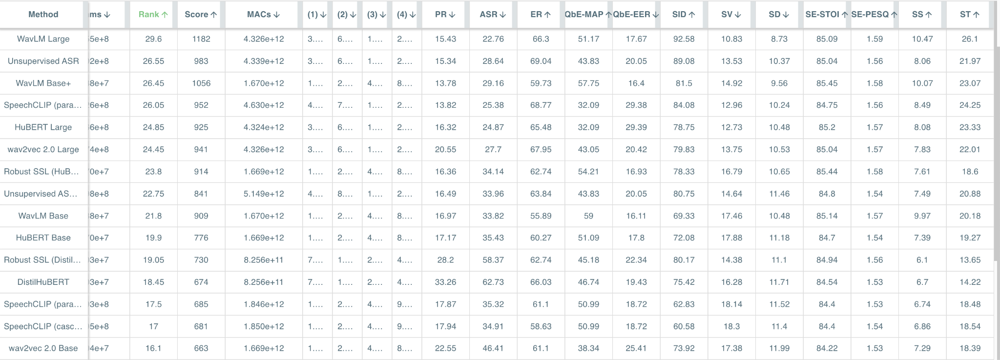 Method ms ↓ Rank ↑ Score ↑ MACs ↓ (1) ↓ (2) ↓ (3) ↓ (4) ↓ PR ↓ ASR ↓ ER ↑ QbE-MAP ↑ QbE-EER ↓ SID ↑ SV ↓ SD ↓ SE-STOI ↑ SE-PESQ ↑ SS ↑ ST ↑
WavLM Large 5e+8 29.6 1182 4.326e+12 3.... 6.... 1.... 2.... 15.43 22.76 66.3 51.17 17.67 92.58 10.83 8.73 85.09 1.59 10.47 26.1
Unsupervised ASR 2e+8 26.55 983 4.339e+12 3.... 6.... 1.... 2.... 15.34 28.64 69.04 43.83 20.05 89.08 13.53 10.37 85.04 1.56 8.06 21.97
WavLM Base+ 8e+7 26.45 1056 1.670e+12 1.... 2.... 4.... 8.... 13.78 29.16 59.73 57.75 16.4 81.5 14.92 9.56 85.45 1.58 10.07 23.07
SpeechCLIP (para... 6e+8 26.05 952 4.630e+12 4.... 7.... 1.... 2.... 13.82 25.38 68.77 32.09 29.38 84.08 12.96 10.24 84.75 1.56 8.49 24.25
HuBERT Large 6e+8 24.85 925 4.324e+12 3.... 6.... 1.... 2.... 16.32 24.87 65.48 32.09 29.39 78.75 12.73 10.48 85.2 1.57 8.08 23.33
wav2vec 2.0 Large 4e+8 24.45 941 4.326e+12 3.... 6.... 1.... 2.... 20.55 27.7 67.95 43.05 20.42 79.83 13.75 10.53 85.04 1.57 7.83 22.01
Robust SSL (HuB... 0e+7 23.8 914 1.669e+12 1.... 2.... 4.... 8.... 16.36 34.14 62.74 54.21 16.93 78.33 16.79 10.65 85.44 1.58 7.61 18.6
Unsupervised AS... 8e+8 22.75 841 5.149e+12 4.... 8.... 1.... 2.... 16.49 33.96 63.84 43.83 20.05 80.75 14.64 11.46 84.8 1.54 7.49 20.88
WavLM Base 8e+7 21.8 909 1.670e+12 1.... 2.... 4.... 8.... 16.97 33.82 55.89 59 16.11 69.33 17.46 10.48 85.14 1.57 9.97 20.18
HuBERT Base 0e+7 19.9 776 1.669e+12 1.... 2.... 4.... 8.... 17.17 35.43 60.27 51.09 17.8 72.08 17.88 11.18 84.7 1.54 7.39 19.27
Robust SSL (Distil... 3e+7 19.05 730 8.256e+11 7.... 1.... 2.... 4.... 28.2 58.37 62.74 45.18 22.34 80.17 14.38 11.1 84.94 1.56 6.1 13.65
DistilHuBERT 3e+7 18.45 674 8.256e+11 7.... 1.... 2.... 4.... 33.26 62.73 66.03 46.74 19.43 75.42 16.28 11.71 84.54 1.53 6.7 14.22
SpeechCLIP (para... 3e+8 17.5 685 1.846e+12 1.... 2.... 4.... 9.... 17.87 35.32 61.1 50.99 18.72 62.83 18.14 11.52 84.4 1.53 6.74 18.48
SpeechCLIP (casc... 5e+8 17 681 1.850e+12 1.... 2.... 4.... 9.... 17.94 34.91 58.63 50.99 18.72 60.58 18.3 11.4 84.4 1.54 6.86 18.54
wav2vec 2.0 Base 4e+7 16.1 663 1.669e+12 1.... 2.... 4.... 8.... 22.55 46.41 61.1 38.34 25.41 73.92 17.38 11.99 84.22 1.53 7.29 18.39